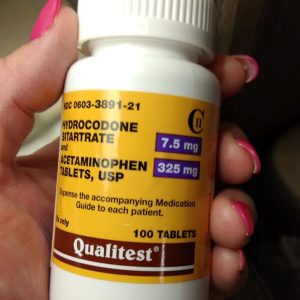 NDC 0603-3891-21
CII
HYDROCODONE
BITARTRATE
7.5 mg
and
ACETAMINOPHEN
TABLETS, USP
325 mg
Dispense the accompanying Medication
Guide to each patient.
only
100 TABLETS
Qualitest®